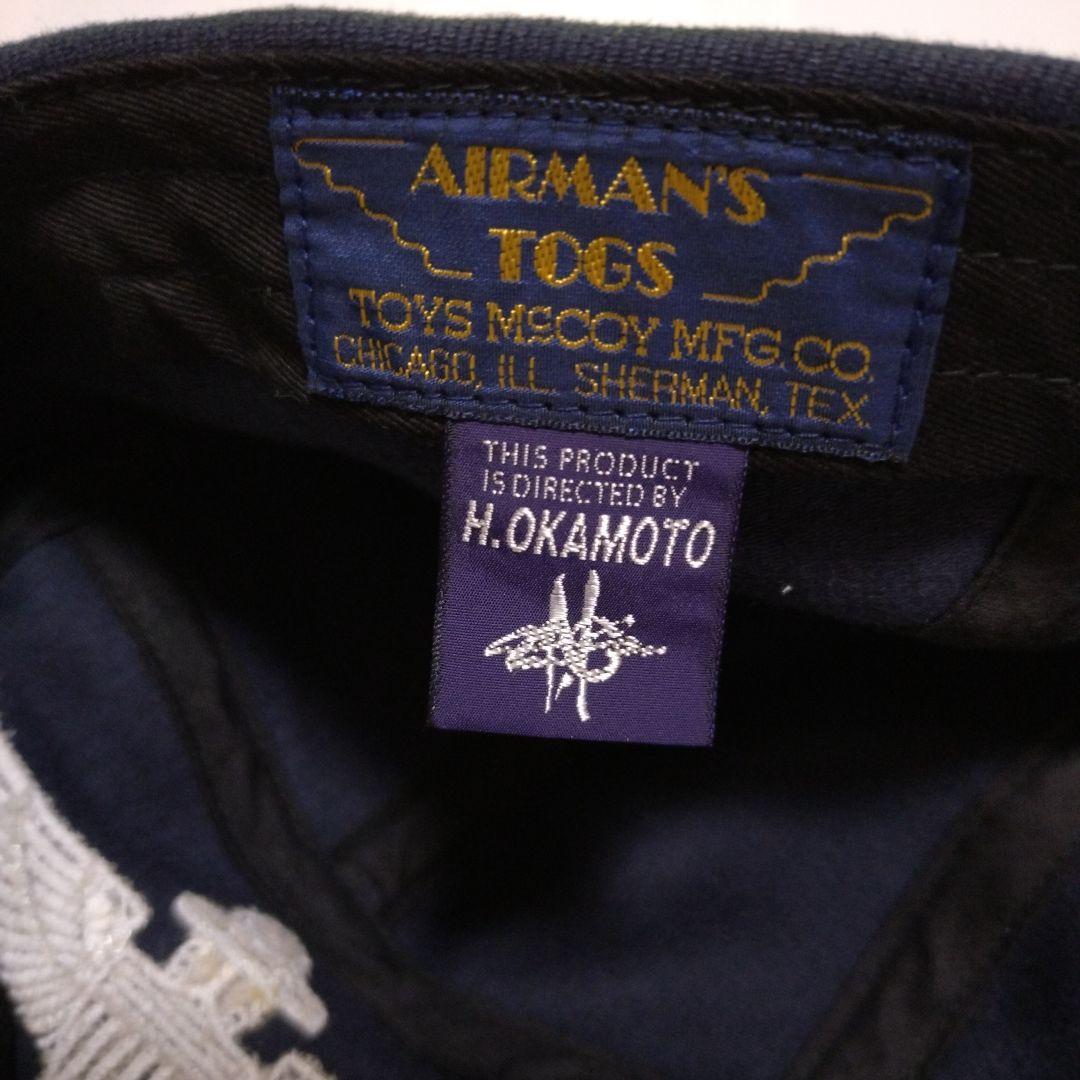 AIRMAN'S
TOGS
TOYS McCOY MFG.CO.
CHICAGO, ILL. SHERMAN, TEX.
THIS PRODUCT
IS DIRECTED BY
H.OKAMOTO